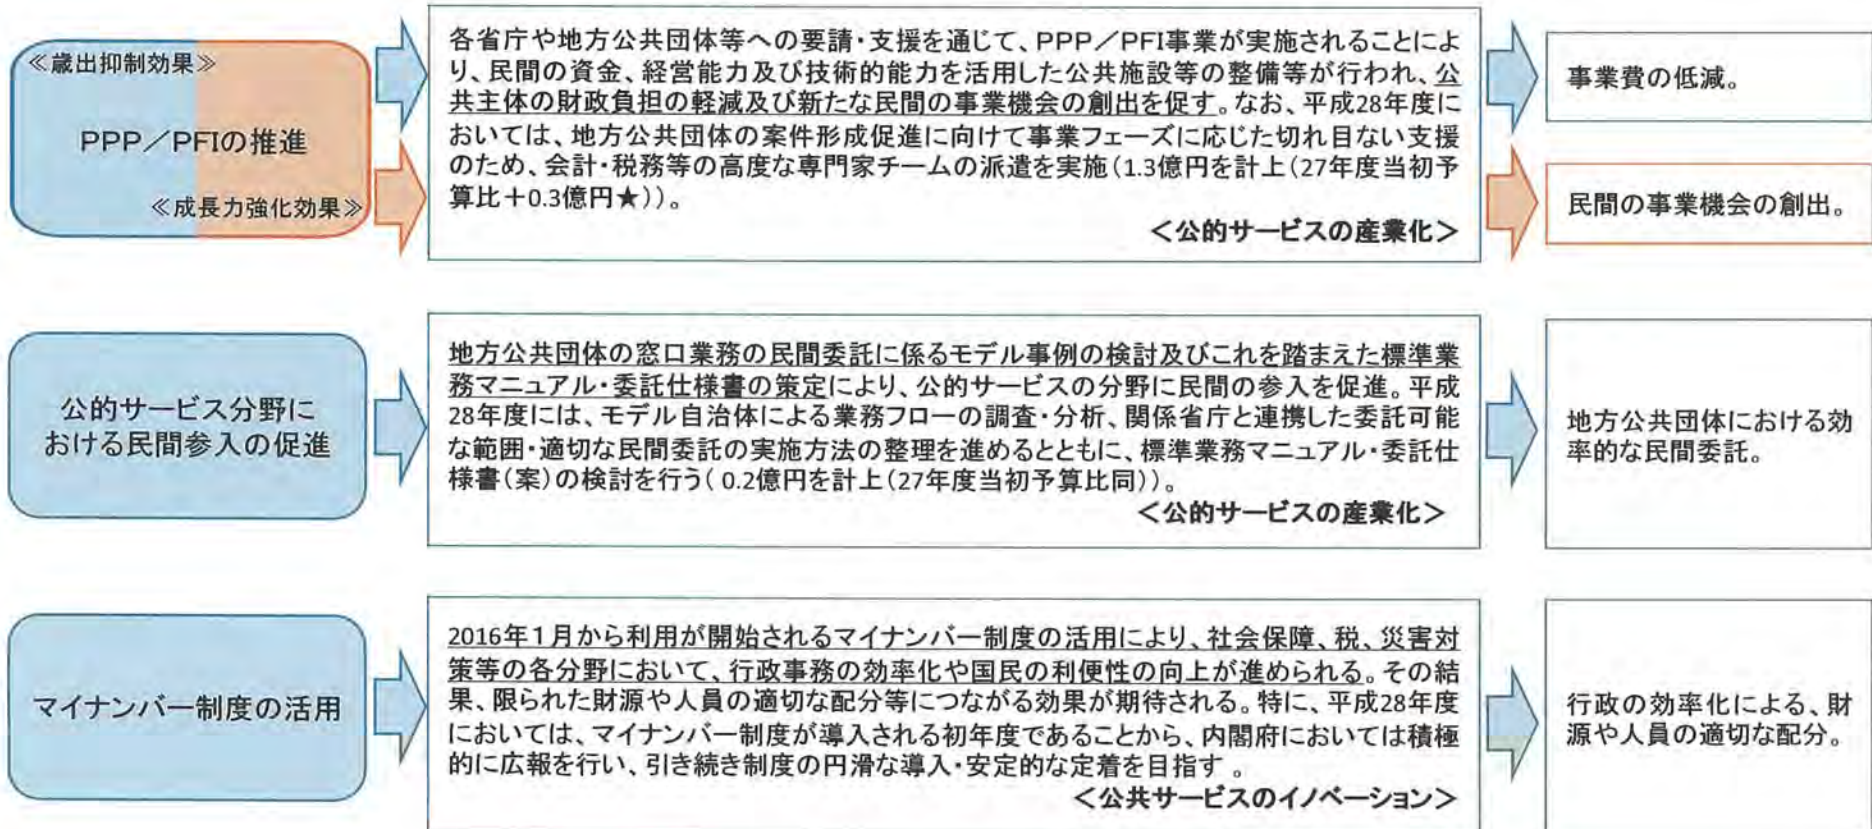 ≪歳出抑制効果≫
PPP／PFIの推進
≪成長力強化効果≫
各省庁や地方公共団体等への要請・支援を通じて、PPP／PFI事業が実施されることによ
り、民間の資金、経営能力及び技術的能力を活用した公共施設等の整備等が行われ、公
共主体の財政負担の軽減及び新たな民間の事業機会の創出を促す。なお、平成28年度に
おいては、地方公共団体の案件形成促進に向けて事業フェーズに応じた切れ目ない支援
のため、会計・税務等の高度な専門家チームの派遣を実施（1.3億円を計上（27年度当初予
算比＋0.3億円★））。
＜公的サービスの産業化＞
事業費の低減。
民間の事業機会の創出。
公的サービス分野に
おける民間参入の促進
地方公共団体の窓口業務の民間委託に係るモデル事例の検討及びこれを踏まえた標準業
務マニュアル・委託仕様書の策定により、公的サービスの分野に民間の参入を促進。平成
28年度には、モデル自治体による業務フローの調査・分析、関係省庁と連携した委託可能
な範囲・適切な民間委託の実施方法の整理を進めるとともに、標準業務マニュアル・委託仕
様書（案）の検討を行う（ 0.2億円を計上（27年度当初予算比同））。
＜公的サービスの産業化＞
地方公共団体における効
率的な民間委託。
マイナンバー制度の活用
2016年１月から利用が開始されるマイナンバー制度の活用により、社会保障、税、災害対
策等の各分野において、行政事務の効率化や国民の利便性の向上が進められる。その結
果、限られた財源や人員の適切な配分等につながる効果が期待される。特に、平成28年度
においては、マイナンバー制度が導入される初年度であることから、内閣府においては積極
的に広報を行い、引き続き制度の円滑な導入・安定的な定着を目指す 。
＜公共サービスのイノベーション＞
行政の効率化による、財
源や人員の適切な配分。